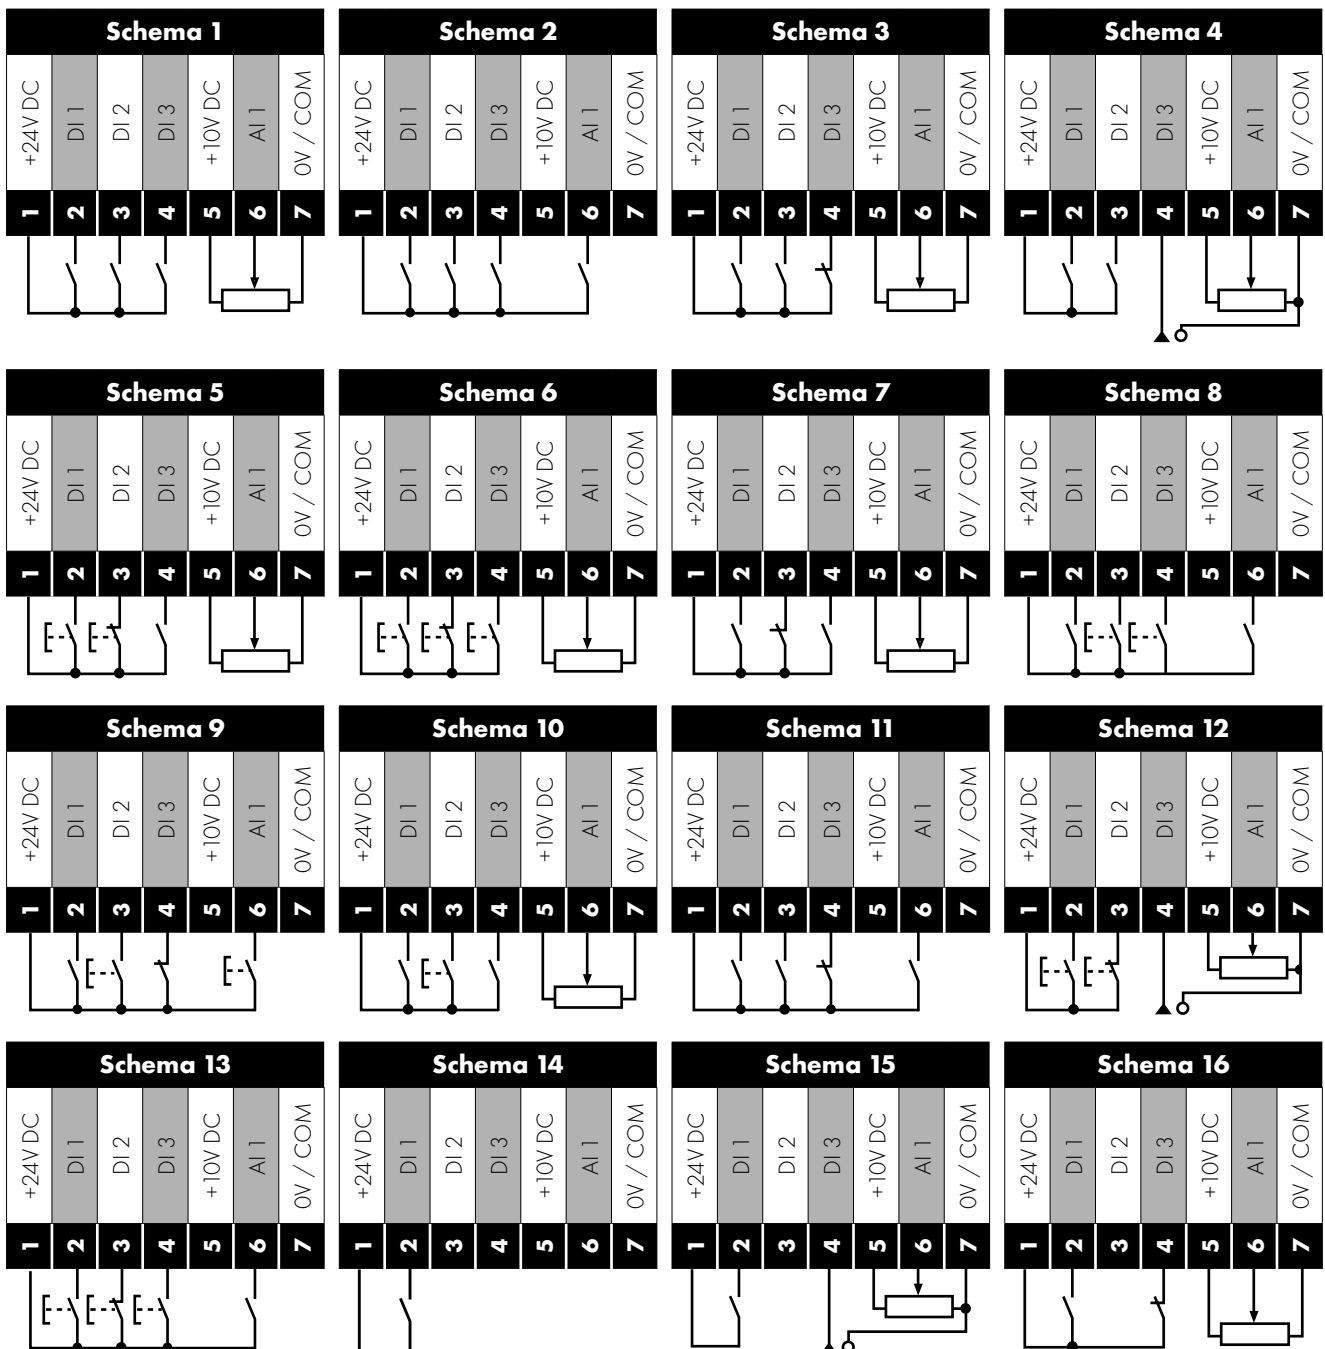 Schema 1
+24V DC
DI 1
DI 2
DI 3
+10V DC
AI 1
0V / COM
1 2 3 4 5 6 7
Schema 2
+24V DC
DI 1
DI 2
DI 3
+10V DC
AI 1
0V / COM
1 2 3 4 5 6 7
Schema 3
+24V DC
DI 1
DI 2
DI 3
+10V DC
AI 1
0V / COM
1 2 3 4 5 6 7
Schema 4
+24V DC
DI 1
DI 2
DI 3
+10V DC
AI 1
0V / COM
1 2 3 4 5 6 7
Schema 5
+24V DC
DI 1
DI 2
DI 3
+10V DC
AI 1
0V / COM
1 2 3 4 5 6 7
Schema 6
+24V DC
DI 1
DI 2
DI 3
+10V DC
AI 1
0V / COM
1 2 3 4 5 6 7
Schema 7
+24V DC
DI 1
DI 2
DI 3
+10V DC
AI 1
0V / COM
1 2 3 4 5 6 7
Schema 8
+24V DC
DI 1
DI 2
DI 3
+10V DC
AI 1
0V / COM
1 2 3 4 5 6 7
Schema 9
+24V DC
DI 1
DI 2
DI 3
+10V DC
AI 1
0V / COM
1 2 3 4 5 6 7
Schema 10
+24V DC
DI 1
DI 2
DI 3
+10V DC
AI 1
0V / COM
1 2 3 4 5 6 7
Schema 11
+24V DC
DI 1
DI 2
DI 3
+10V DC
AI 1
0V / COM
1 2 3 4 5 6 7
Schema 12
+24V DC
DI 1
DI 2
DI 3
+10V DC
AI 1
0V / COM
1 2 3 4 5 6 7
Schema 13
+24V DC
DI 1
DI 2
DI 3
+10V DC
AI 1
0V / COM
1 2 3 4 5 6 7
Schema 14
+24V DC
DI 1
DI 2
DI 3
+10V DC
AI 1
0V / COM
1 2 3 4 5 6 7
Schema 15
+24V DC
DI 1
DI 2
DI 3
+10V DC
AI 1
0V / COM
1 2 3 4 5 6 7
Schema 16
+24V DC
DI 1
DI 2
DI 3
+10V DC
AI 1
0V / COM
1 2 3 4 5 6 7